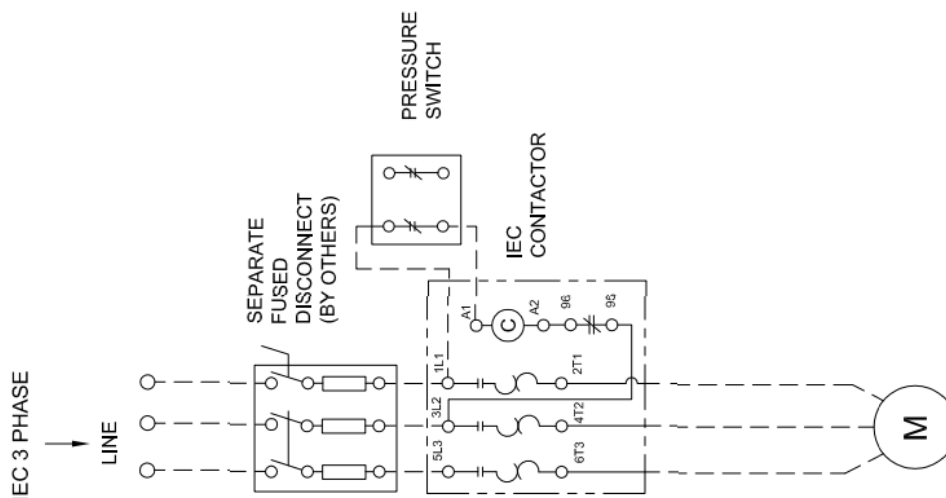 IEC 3 PHASE
LINE
SEPARATE
FUSED
DISCONNECT
(BY OTHERS)
PRESSURE
SWITCH
IEC
CONTACTOR
5L3
3L2
1L1
A1
C
A2
96
95
6T3
4T2
2T1
M